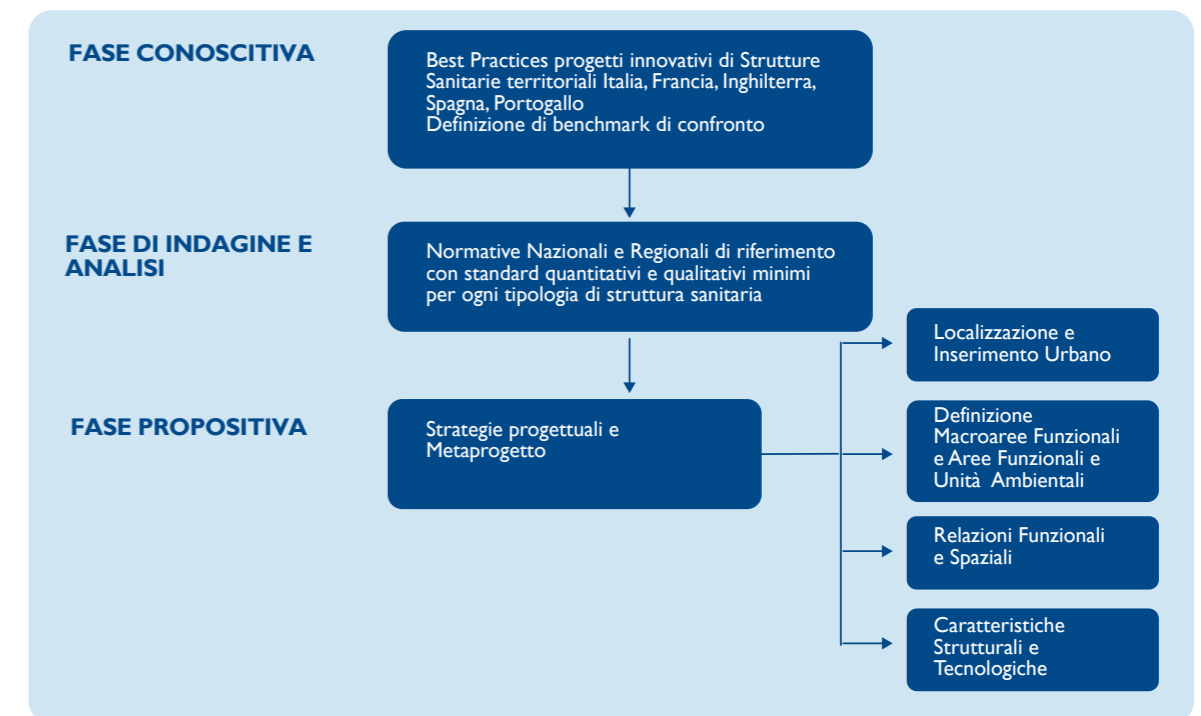 FASE CONOSCITIVA
Best Practices progetti innovativi di Strutture
Sanitarie territoriali Italia, Francia, Inghilterra,
Spagna, Portogallo
Definizione di benchmark di confronto
FASE DI INDAGINE E
ANALISI
Normative Nazionali e Regionali di riferimento
con standard quantitativi e qualitativi minimi
per ogni tipologia di struttura sanitaria
FASE PROPOSITIVA
Strategie progettuali e
Metaprogetto
Localizzazione e
Inserimento Urbano
Definizione
Macroaree Funzionali
e Aree Funzionali e
Unità Ambientali
Relazioni Funzionali
e Spaziali
Caratteristiche
Strutturali e
Tecnologiche